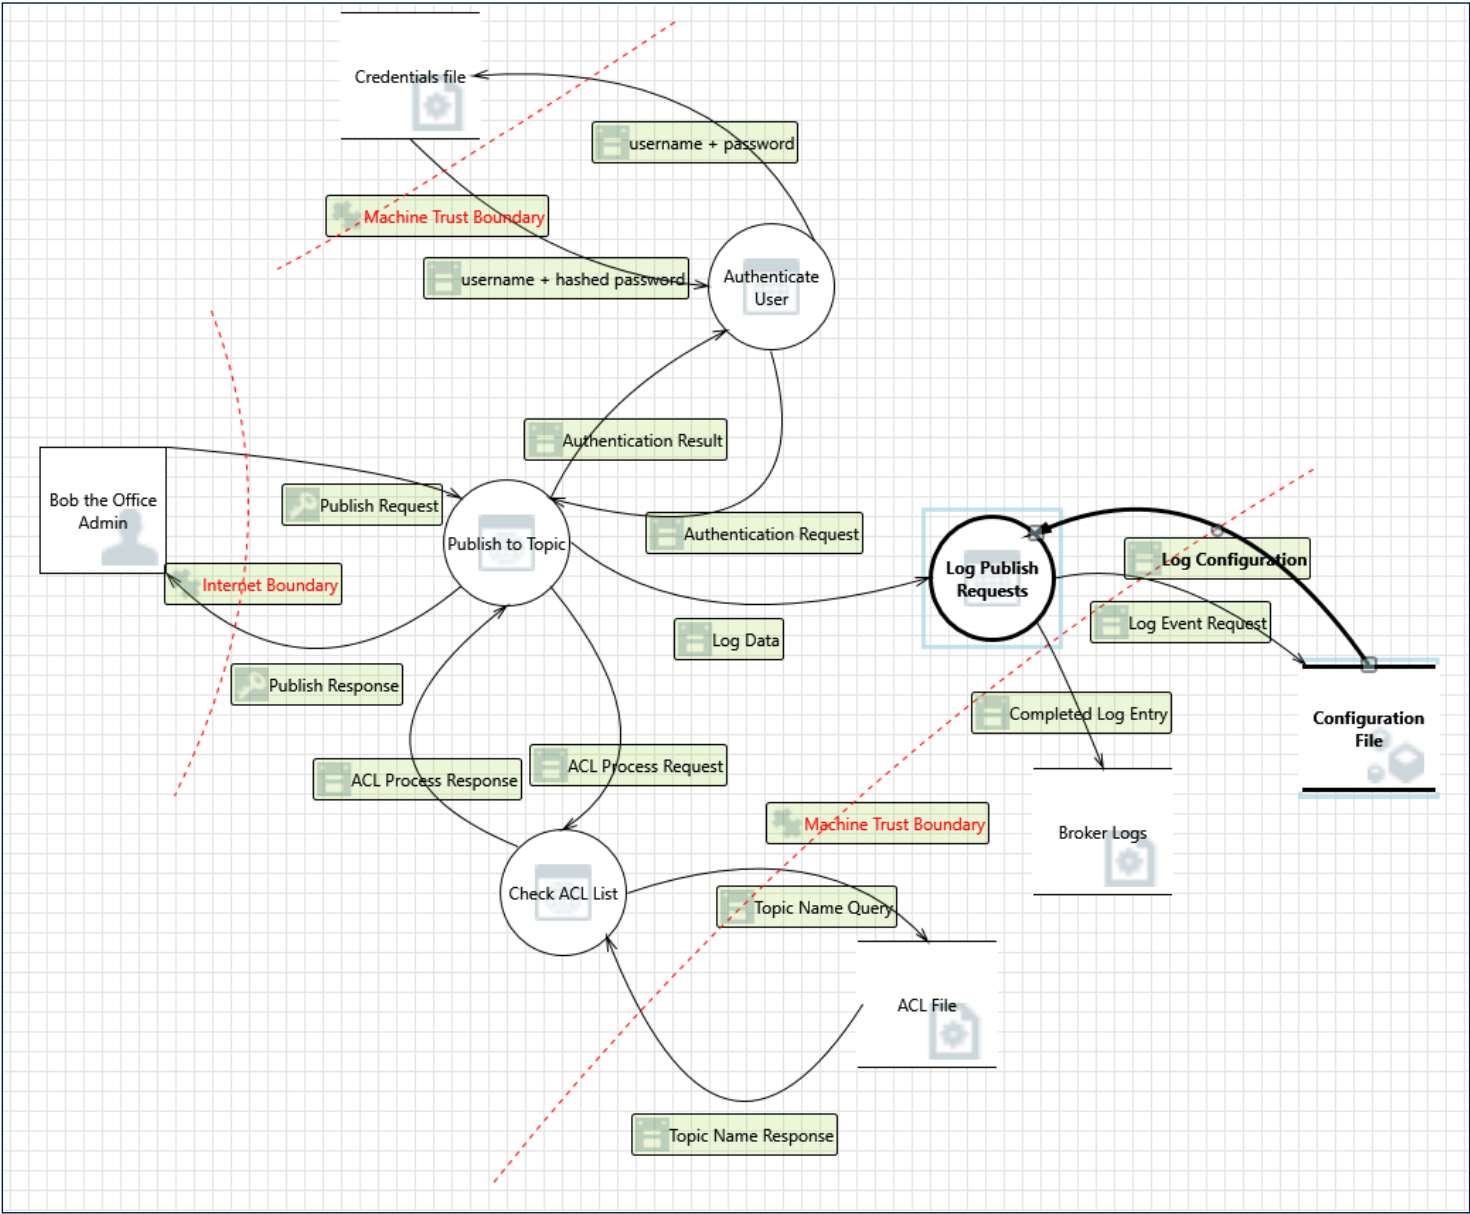 Credentials file
username + password
Machine Trust Boundary
username + hashed password
Authenticate
User
Authentication Result
Bob the Office
Admin
Publish Request
Authentication Request
Publish to Topic
Internet Boundary
Log Publish
Requests
Log Configuration
Log Event Request
Log Data
Publish Response
Completed Log Entry
Configuration
File
ACL Process Response
ACL Process Request
Machine Trust Boundary
Broker Logs
Check ACL List
Topic Name Query
ACL File
Topic Name Response